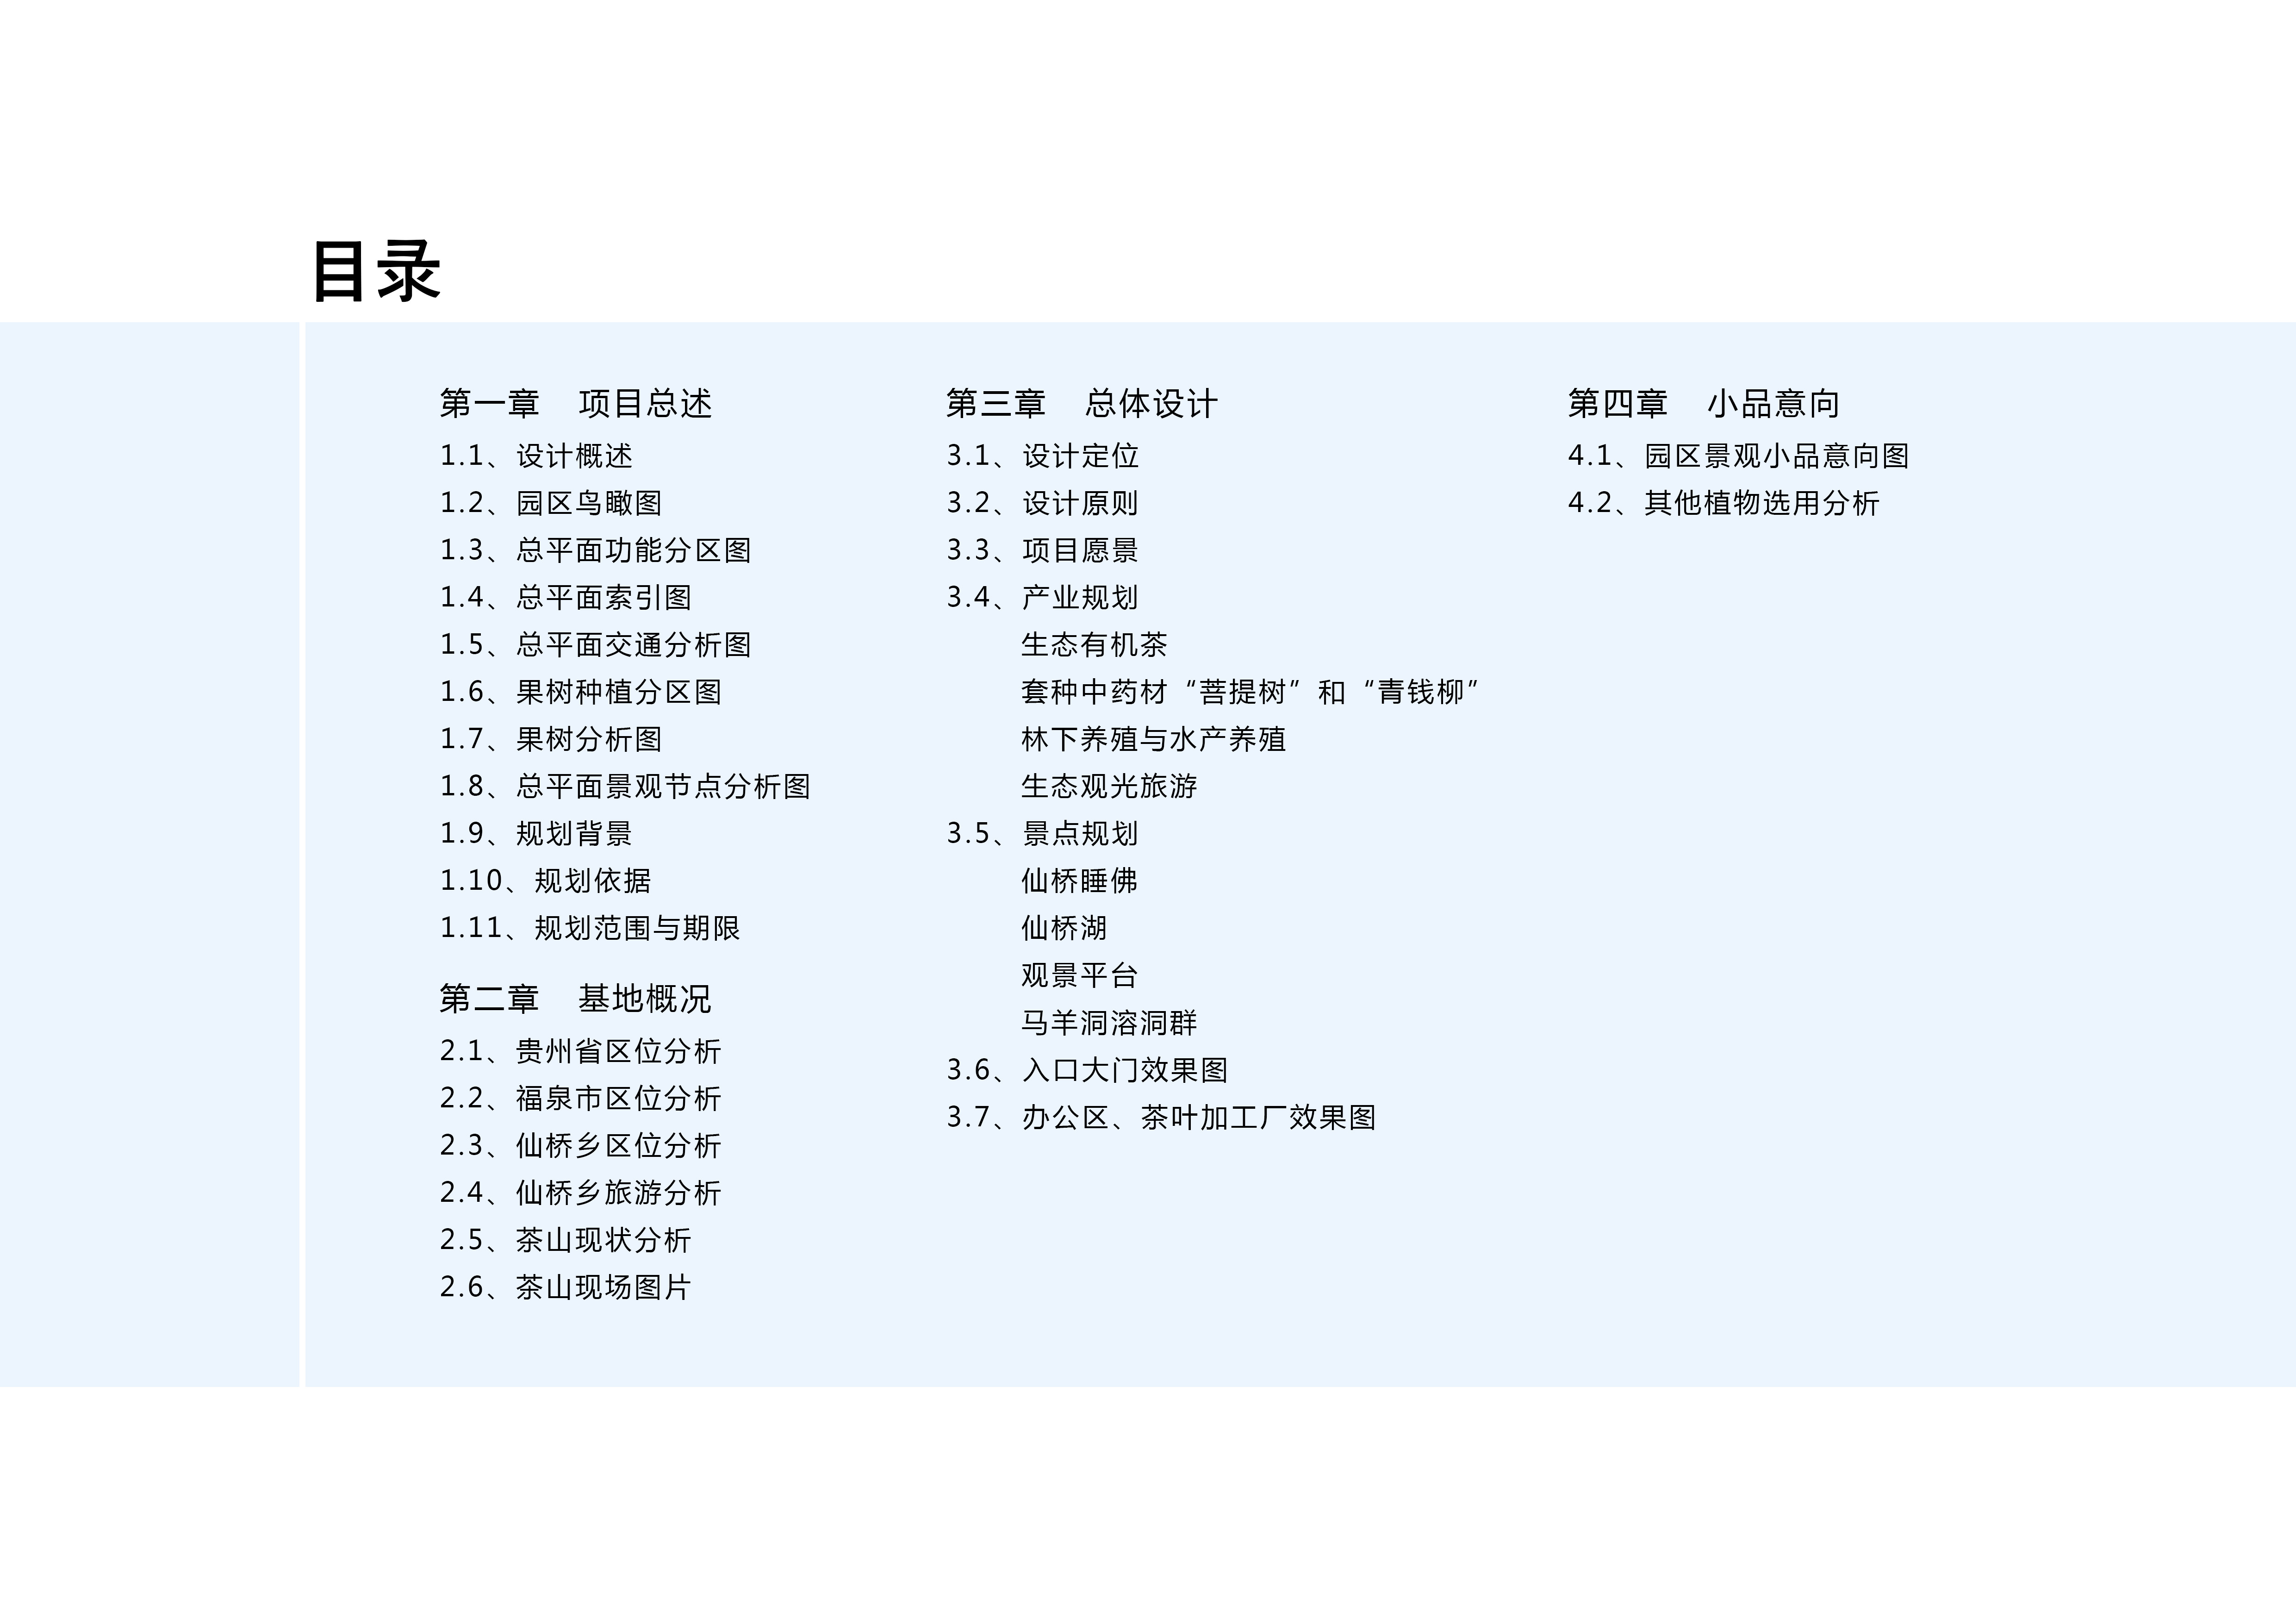 目录
第一章 项目总述
1.1、设计概述
1.2、园区鸟瞰图
1.3、总平面功能分区图
1.4、总平面索引图
1.5、总平面交通分析图
1.6、果树种植分区图
1.7、果树分析图
1.8、总平面景观节点分析图
1.9、规划背景
1.10、规划依据
1.11、规划范围与期限
第二章 基地概况
2.1、贵州省区位分析
2.2、福泉市区位分析
2.3、仙桥乡区位分析
2.4、仙桥乡旅游分析
2.5、茶山现状分析
2.6、茶山现场图片
第三章 总体设计
3.1、设计定位
3.2、设计原则
3.3、项目愿景
3.4、产业规划
生态有机茶
套种中药材“菩提树”和“青钱柳”
林下养殖与水产养殖
生态观光旅游
3.5、景点规划
仙桥睡佛
仙桥湖
观景平台
马羊洞溶洞群
3.6、入口大门效果图
3.7、办公区、茶叶加工厂效果图
第四章 小品意向
4.1、园区景观小品意向图
4.2、其他植物选用分析